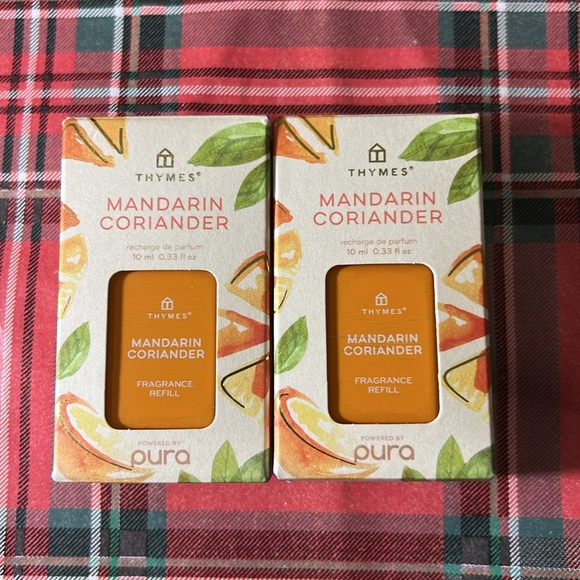 THYMES®
MANDARIN
CORIANDER
recharge de parfum
10 ml 0.33 fl oz
THYMES®
MANDARIN
CORIANDER
FRAGRANCE
REFILL
POWERED BY
pura
THYMES®
MANDARIN
CORIANDER
recharge de parfum
10 ml 0.33 fl oz
THYMES®
MANDARIN
CORIANDER
FRAGRANCE
REFILL
POWERED BY
pura